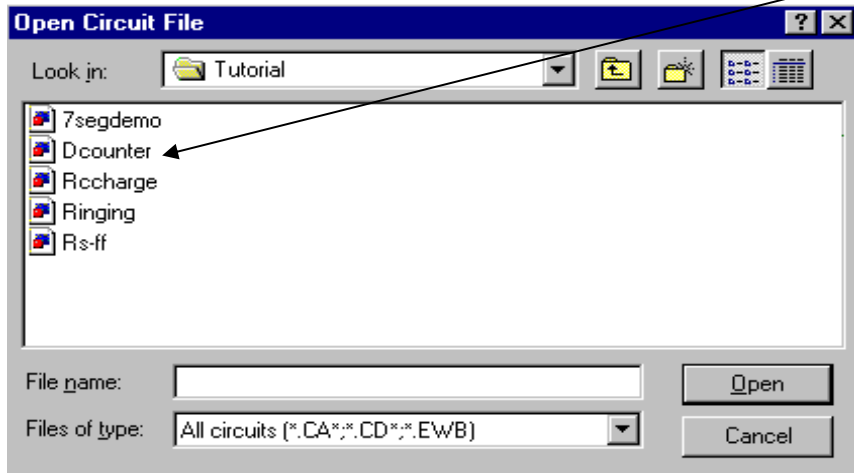 Open Circuit File
Look in: Tutorial
7segdemo
Dcounter
Rccharge
Ringing
Rs-ff
File name: Open
Files of type: All circuits (*.CA*;*.CD*;*.EWB) Cancel